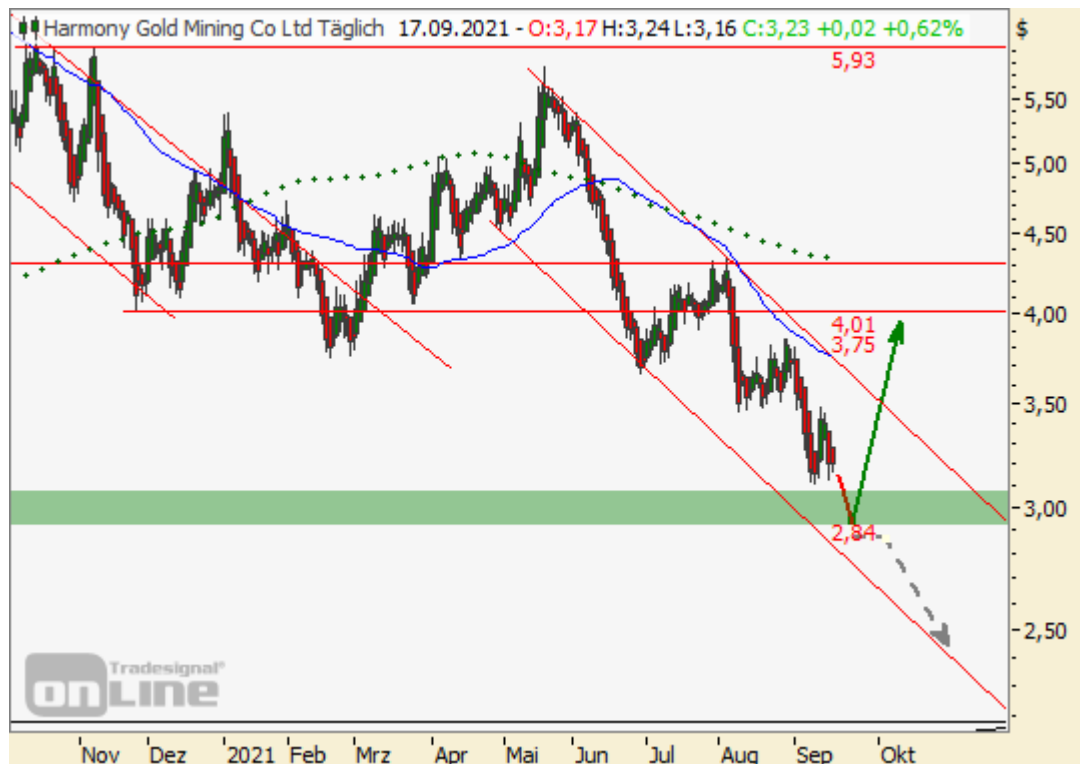 Harmony Gold Mining Co Ltd Täglich 17.09.2021 - O:3,17 H:3,24 L:3,16 C:3,23 +0,02 +0,62% $
5,93
5,50
5,00
4,50
4,00
4,01
3,75
3,50
3,00
2,84
2,50
Tradesignal®
onLine
Nov Dez 2021 Feb Mrz Apr Mai Jun Jul Aug Sep Okt